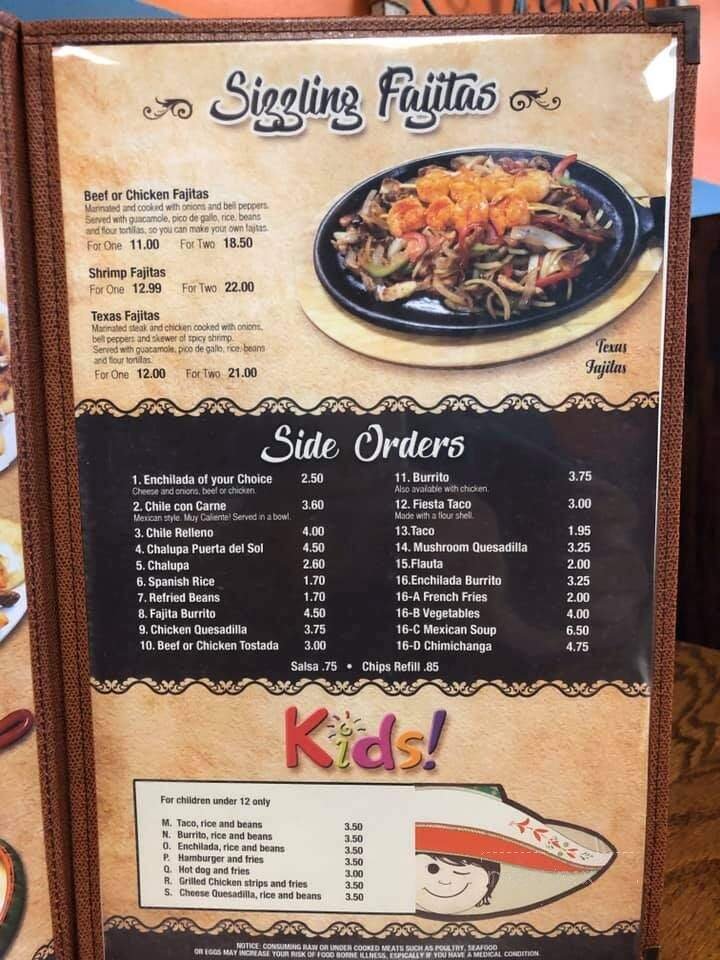 Sizzling Fajitas
Beef or Chicken Fajitas
Marinated and cooked with onions and bell peppers.
Served with guacamole, pico de gallo, rice, beans
and flour tortillas, so you can make your own fajitas.
For One 11.00 For Two 18.50
Shrimp Fajitas
For One 12.99 For Two 22.00
Texas Fajitas
Marinated steak and chicken cooked with onions,
bell peppers and skewer of spicy shrimp.
Served with guacamole, pico de gallo, rice, beans
and flour tortillas.
For One 12.00 For Two 21.00
Texas
Fajitas
Side Orders
1. Enchilada of your Choice 2.50
Cheese and onions, beef or chicken.
2. Chile con Carne 3.60
Mexican style. Muy Caliente! Served in a bowl.
3. Chile Relleno 4.00
4. Chalupa Puerta del Sol 4.50
5. Chalupa 2.60
6. Spanish Rice 1.70
7. Refried Beans 1.70
8. Fajita Burrito 4.50
9. Chicken Quesadilla 3.75
10. Beef or Chicken Tostada 3.00
11. Burrito 3.75
Also available with chicken.
12. Fiesta Taco 3.00
Made with a flour shell.
13.Taco 1.95
14. Mushroom Quesadilla 3.25
15.Flauta 2.00
16.Enchilada Burrito 3.25
16-A French Fries 2.00
16-B Vegetables 4.00
16-C Mexican Soup 6.50
16-D Chimichanga 4.75
Salsa .75 • Chips Refill .85
Kids!
For children under 12 only
M. Taco, rice and beans 3.50
N. Burrito, rice and beans 3.50
O. Enchilada, rice and beans 3.50
P. Hamburger and fries 3.50
Q. Hot dog and fries 3.00
R. Grilled Chicken strips and fries 3.50
S. Cheese Quesadilla, rice and beans 3.50
NOTICE: CONSUMING RAW OR UNDER COOKED MEATS SUCH AS POULTRY, SEAFOOD
OR EGGS MAY INCREASE YOUR RISK OF FOOD BORNE ILLNESS, ESPICALLY IF YOU HAVE A MEDICAL CONDITION.